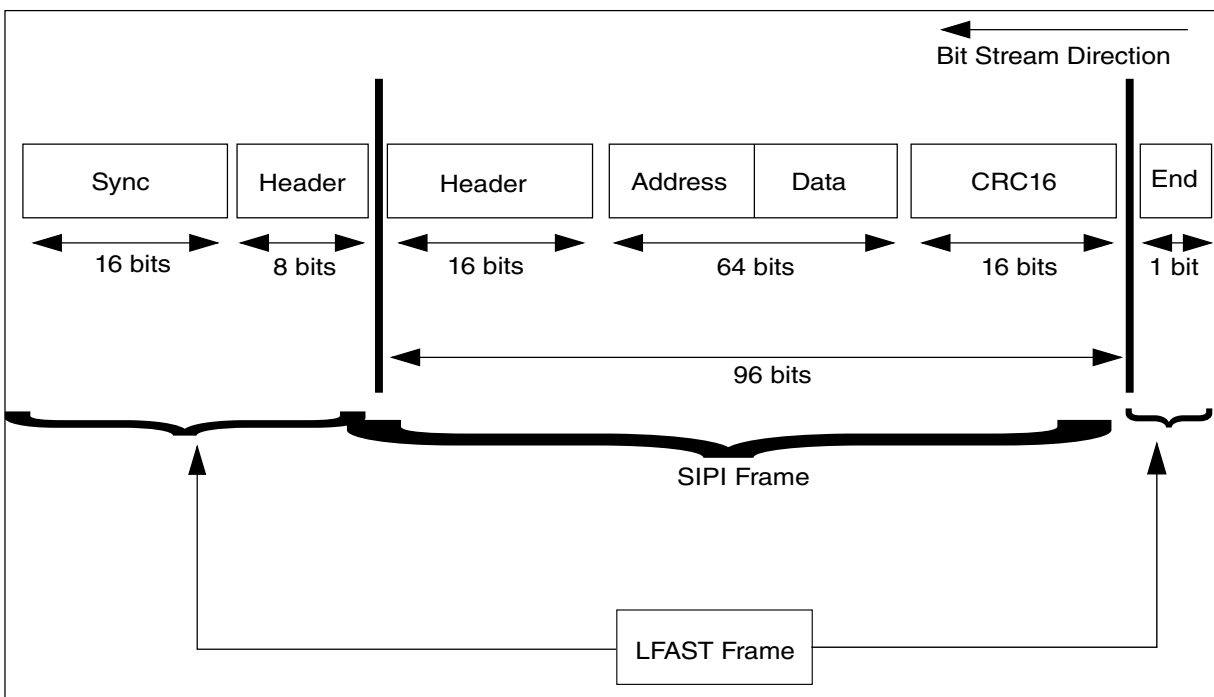 Bit Stream Direction
Sync
Header
Header
Address
Data
CRC16
End
16 bits
8 bits
16 bits
64 bits
16 bits
1 bit
96 bits
SIPI Frame
LFAST Frame